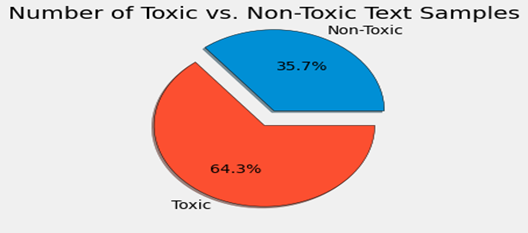 Number of Toxic vs. Non-Toxic Text Samples
Non-Toxic
35.7%
64.3%
Toxic